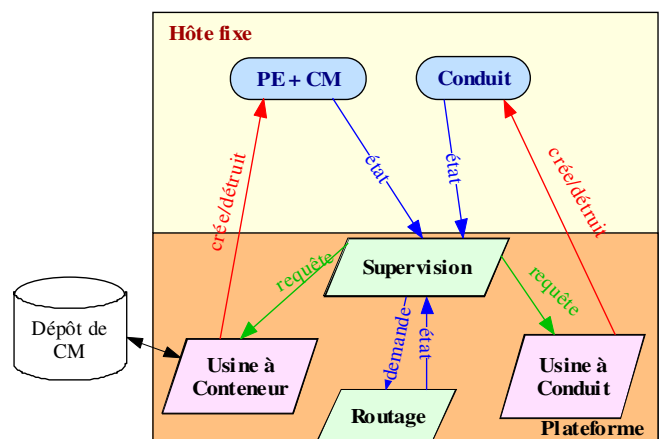 Hôte fixe
PE + CM
Conduit
état
état
crée/détruit
crée/détruit
Supervision
requête
requête
Dépôt de
CM
demande
état
Usine à
Conteneur
Usine à
Conduit
Routage
Plateforme